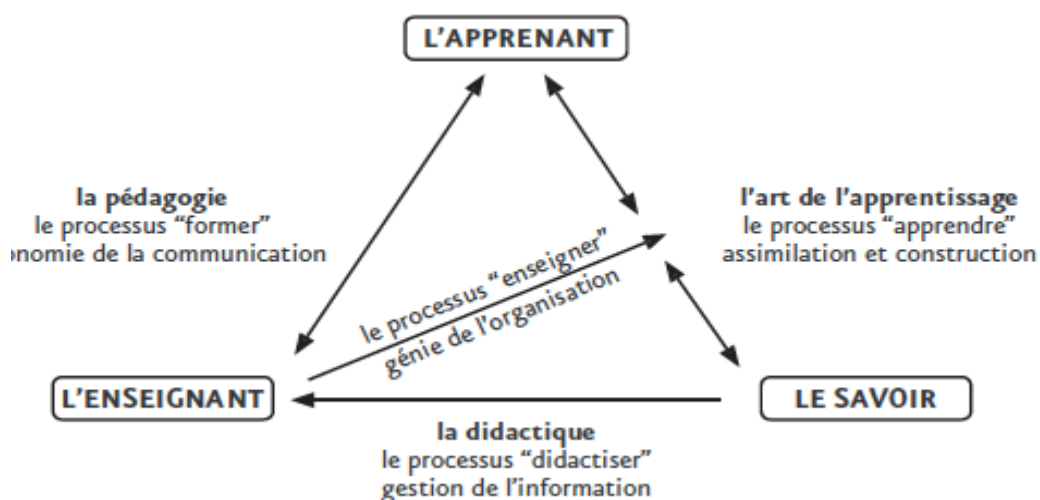 L'APPRENANT
la pédagogie
le processus “former”
onomie de la communication
l'art de l'apprentissage
le processus “apprendre”
assimilation et construction
le processus “enseigner”
génie de l'organisation
L'ENSEIGNANT
LE SAVOIR
la didactique
le processus “didactiser”
gestion de l'information